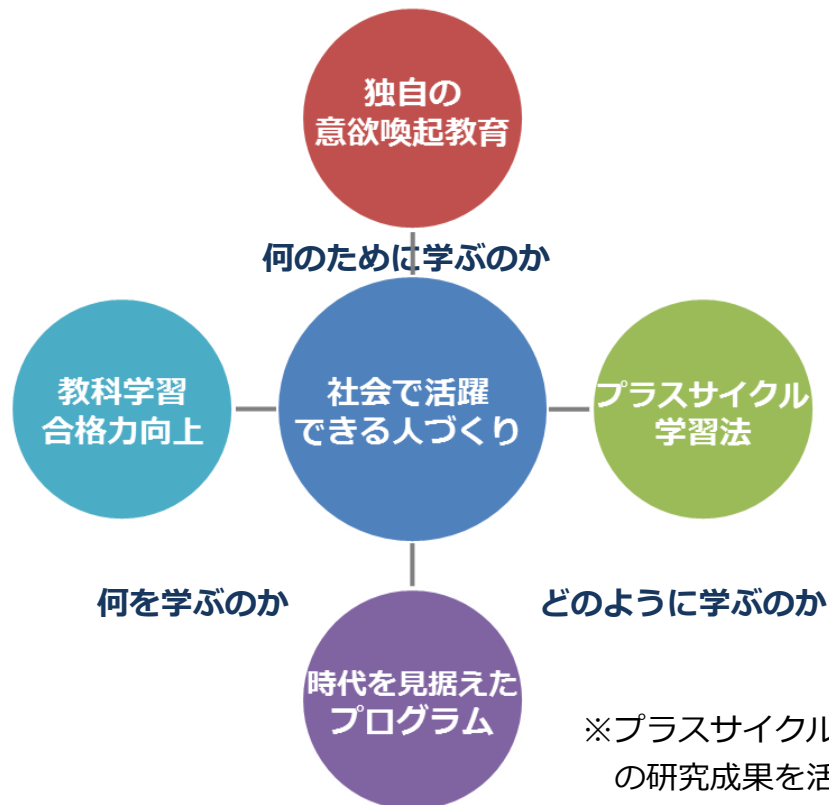 独自の
意欲喚起教育
何のために学ぶのか
教科学習
合格力向上
社会で活躍
できる人づくり
プラスサイクル
学習法
何を学ぶのか
どのように学ぶのか
時代を見据えた
プログラム
※プラスサイクル
の研究成果を活